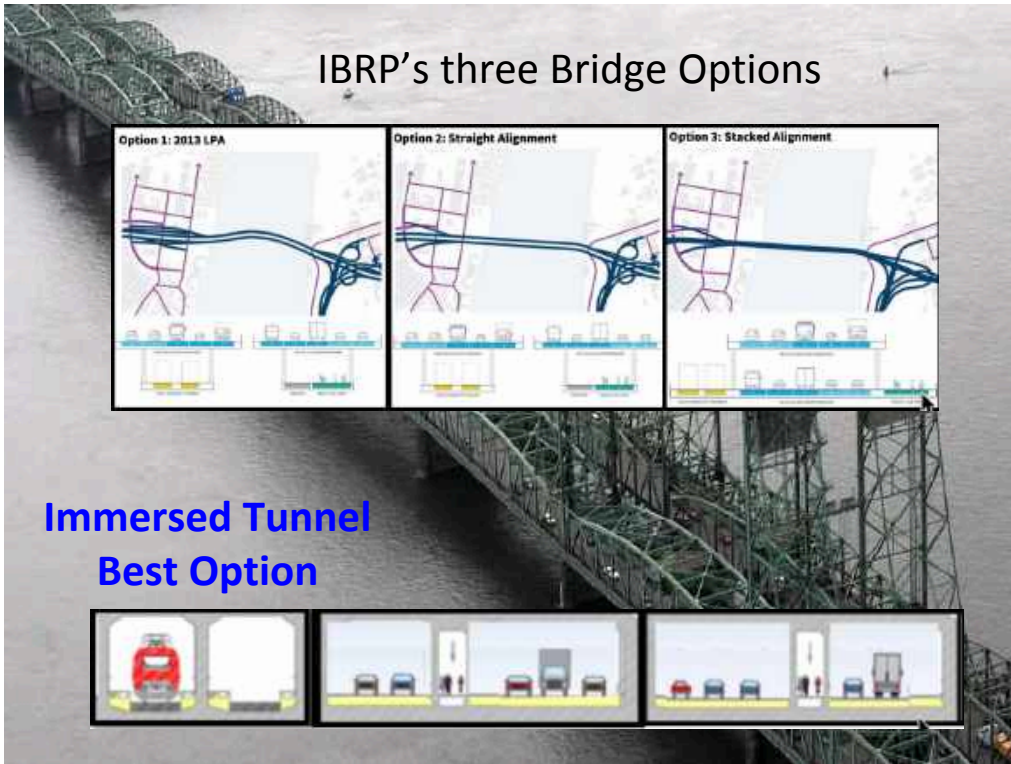 IBRP’s three Bridge Options
Option 1: 2013 LPA
Option 2: Straight Alignment
Option 3: Stacked Alignment
Immersed Tunnel
Best Option